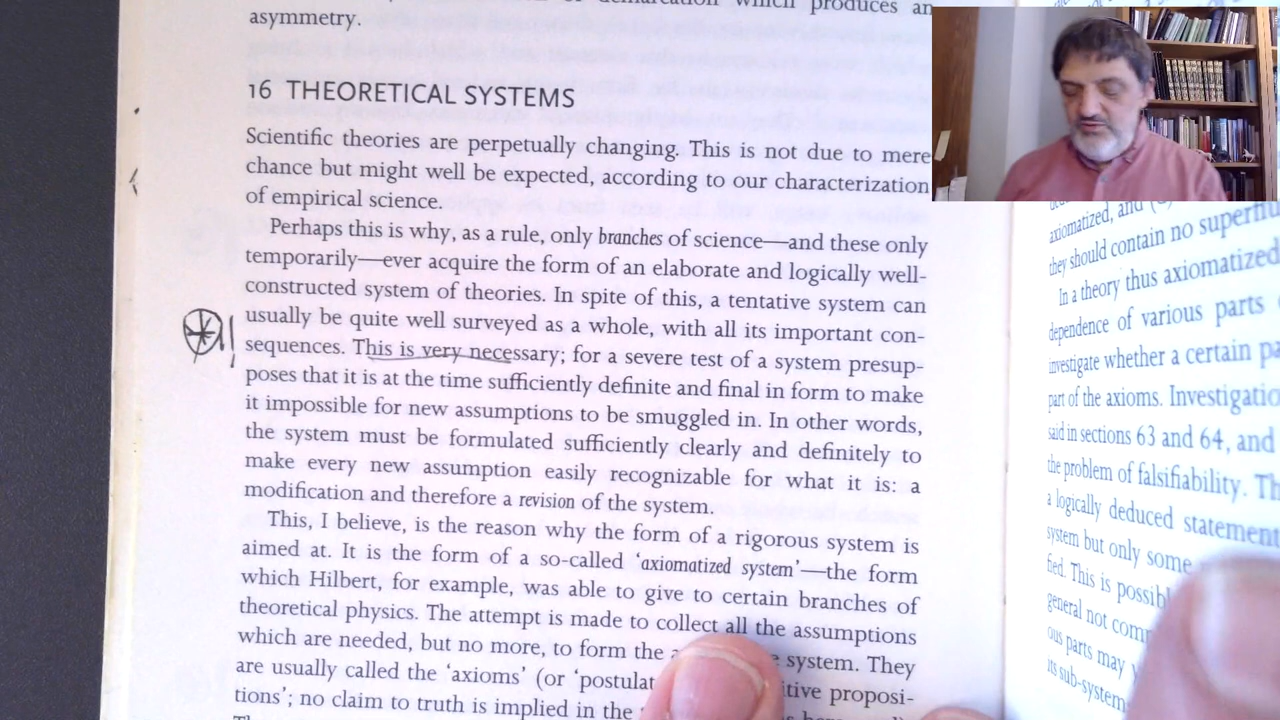 of demarcation which produces an
asymmetry.
16 THEORETICAL SYSTEMS
Scientific theories are perpetually changing. This is not due to mere
chance but might well be expected, according to our characterization
of empirical science.
Perhaps this is why, as a rule, only branches of science—and these only
temporarily—ever acquire the form of an elaborate and logically well-
constructed system of theories. In spite of this, a tentative system can
usually be quite well surveyed as a whole, with all its important con-
sequences. This is very necessary; for a severe test of a system presup-
poses that it is at the time sufficiently definite and final in form to make
it impossible for new assumptions to be smuggled in. In other words,
the system must be formulated sufficiently clearly and definitely to
make every new assumption easily recognizable for what it is: a
modification and therefore a revision of the system.
This, I believe, is the reason why the form of a rigorous system is
aimed at. It is the form of a so-called ‘axiomatized system’—the form
which Hilbert, for example, was able to give to certain branches of
theoretical physics. The attempt is made to collect all the assumptions
which are needed, but no more, to form the system. They
are usually called the ‘axioms’ (or
tions’; no claim to truth is implied in the
axiomatized, and
they should contain no
In a theory thus axiomatized
dependence of various parts
investigate whether a certain
part of the axioms.
said in sections 63 and 64, and
the problem of falsifiability.
a logically deduced statement
system but only some
This is
general not
ous parts may
its sub-system